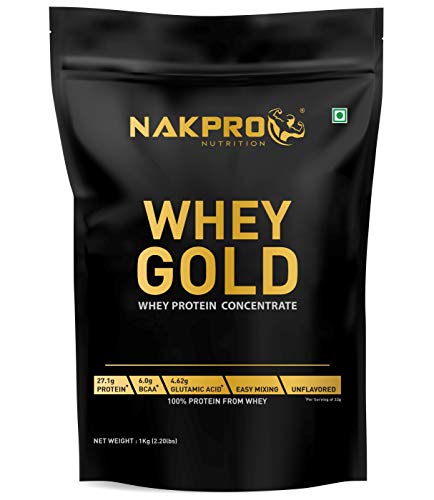 NAKPRO ®
NUTRITION
WHEY
GOLD
WHEY PROTEIN CONCENTRATE
27.1g PROTEIN* 6.0g BCAA* 4.62g GLUTAMIC ACID* EASY MIXING UNFLAVORED
*Per Serving of 33g
100% PROTEIN FROM WHEY
NET WEIGHT : 1Kg (2.20lbs)